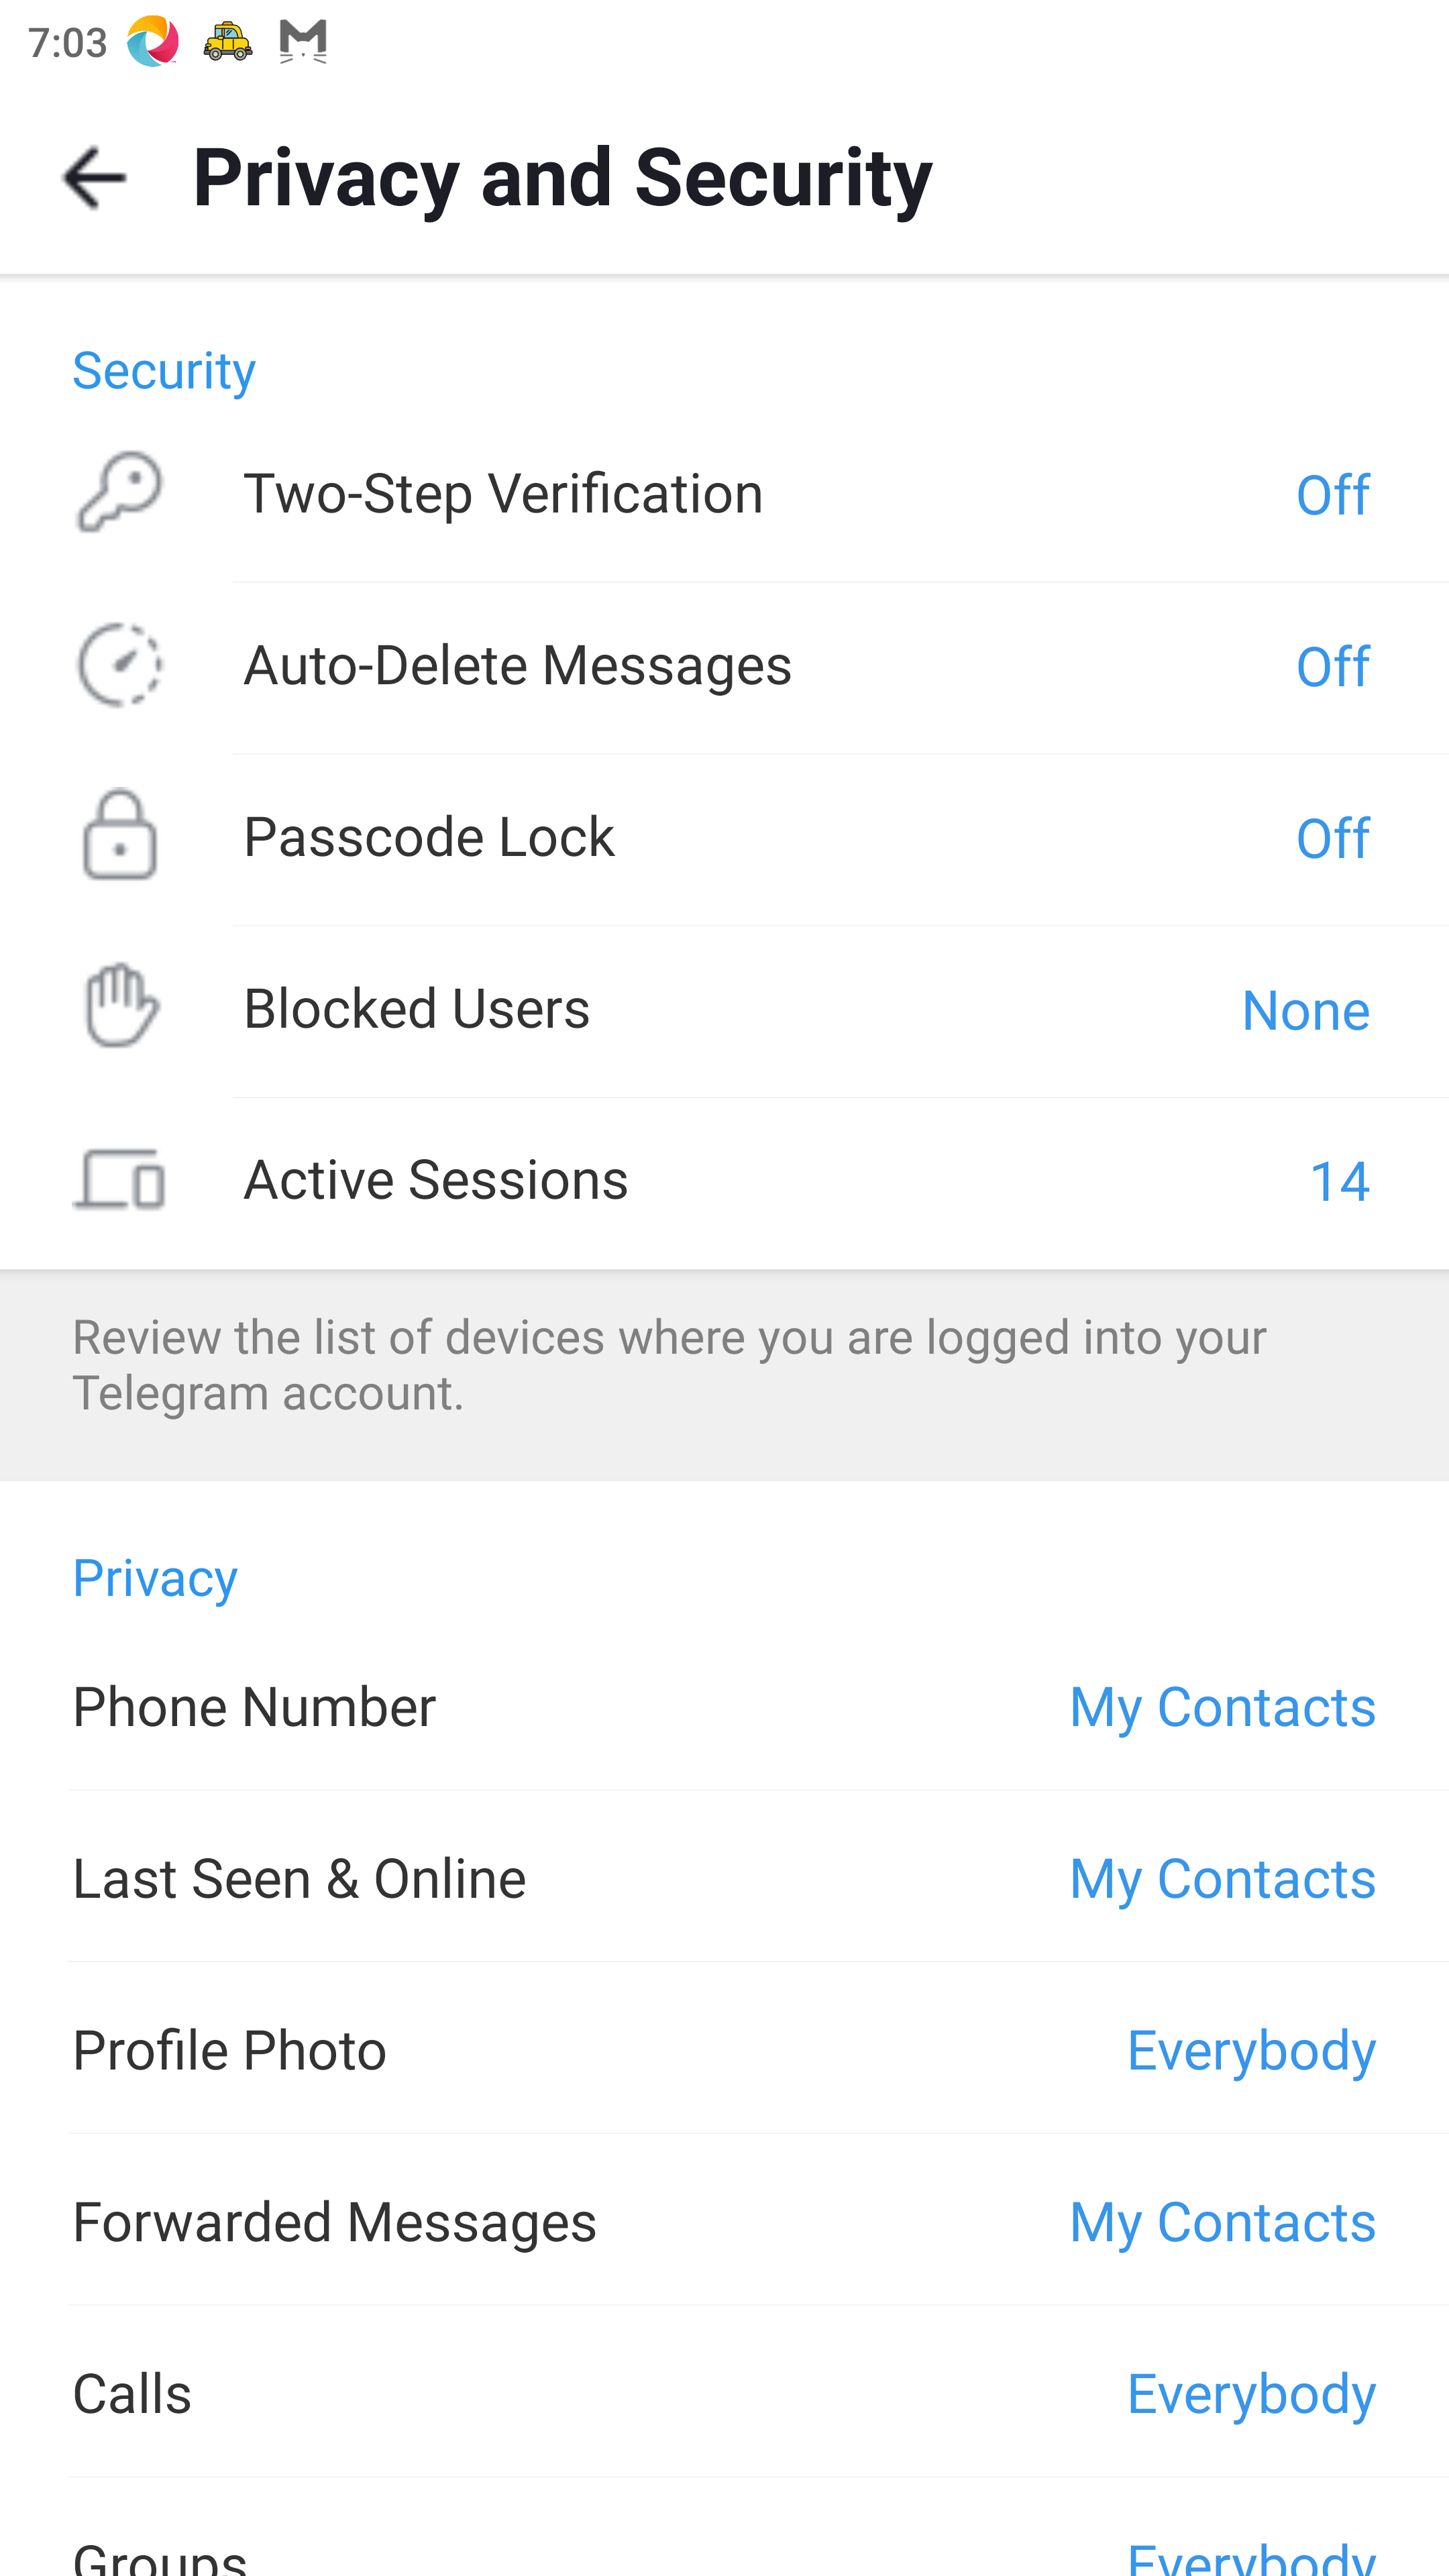 7:03
Privacy and Security
Security
Two-Step Verification Off
Auto-Delete Messages Off
Passcode Lock Off
Blocked Users None
Active Sessions 14
Review the list of devices where you are logged into your
Telegram account.
Privacy
Phone Number My Contacts
Last Seen & Online My Contacts
Profile Photo Everybody
Forwarded Messages My Contacts
Calls Everybody
Groups Everybody